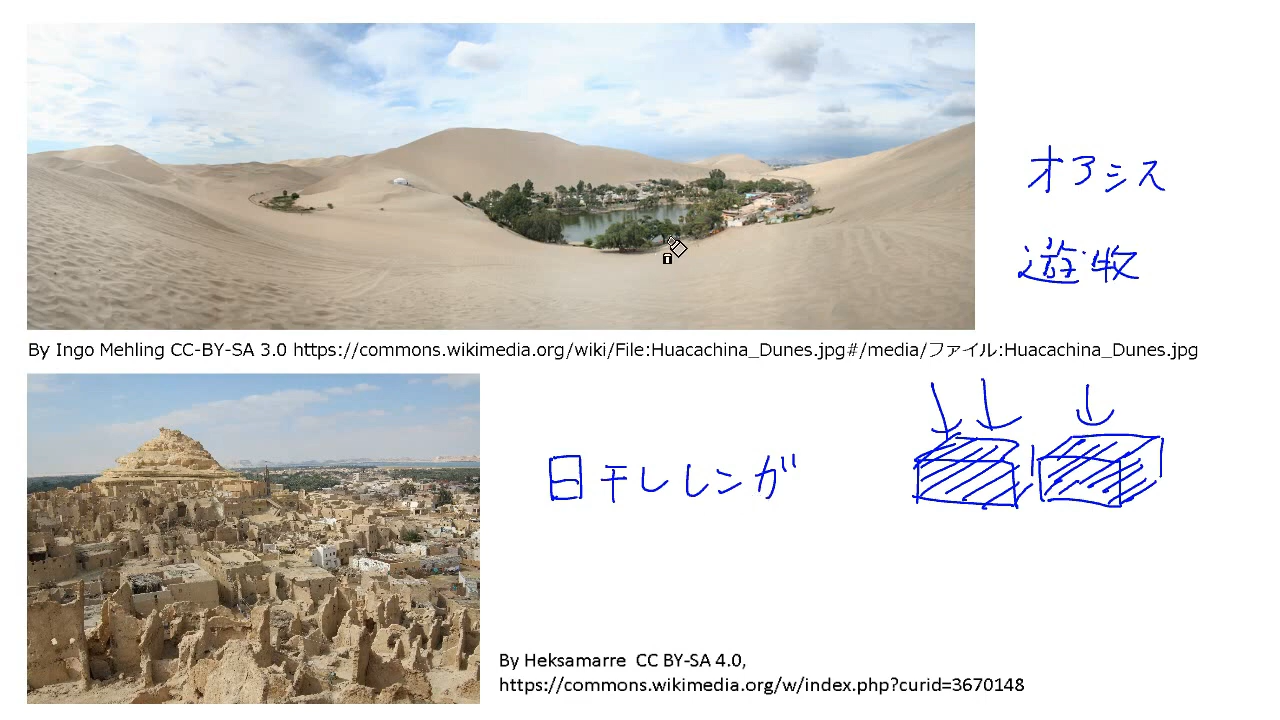 オアシス
遊牧
By Ingo Mehling CC-BY-SA 3.0 https://commons.wikimedia.org/wiki/File:Huacachina_Dunes.jpg#/media/ファイル:Huacachina_Dunes.jpg
日干しレンガ
By Heksamarre  CC BY-SA 4.0,
https://commons.wikimedia.org/w/index.php?curid=3670148